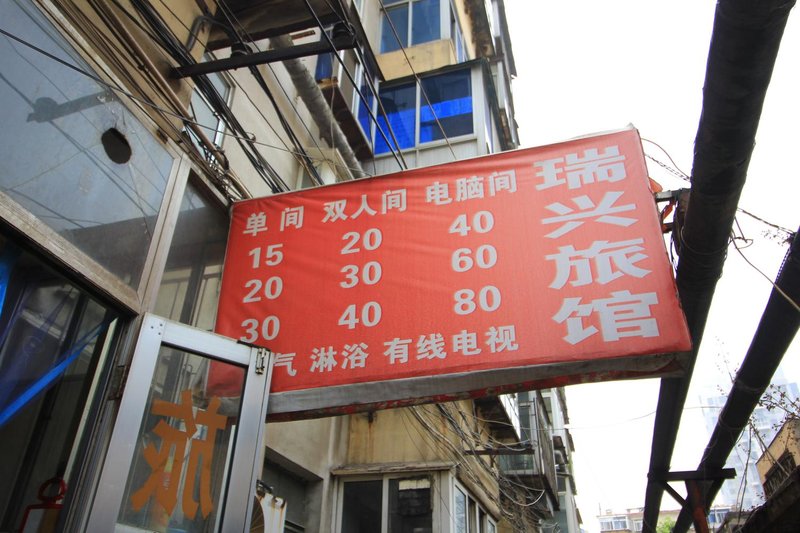 瑞兴旅馆
单间 双人间 电脑间
15 20 40
20 30 60
30 40 80
气 淋浴 有线电视
旅